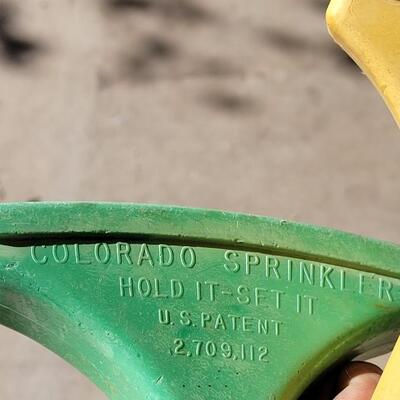 COLORADO SPRINKLER
HOLD IT-SET IT
U.S. PATENT
2,709,112